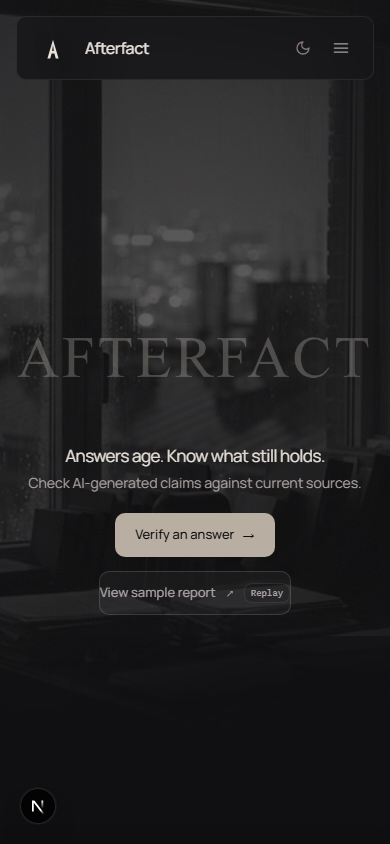 Afterfact
AFTERFACT
Answers age. Know what still holds.
Check AI-generated claims against current sources.
Verify an answer →
View sample report ↗ Replay
N